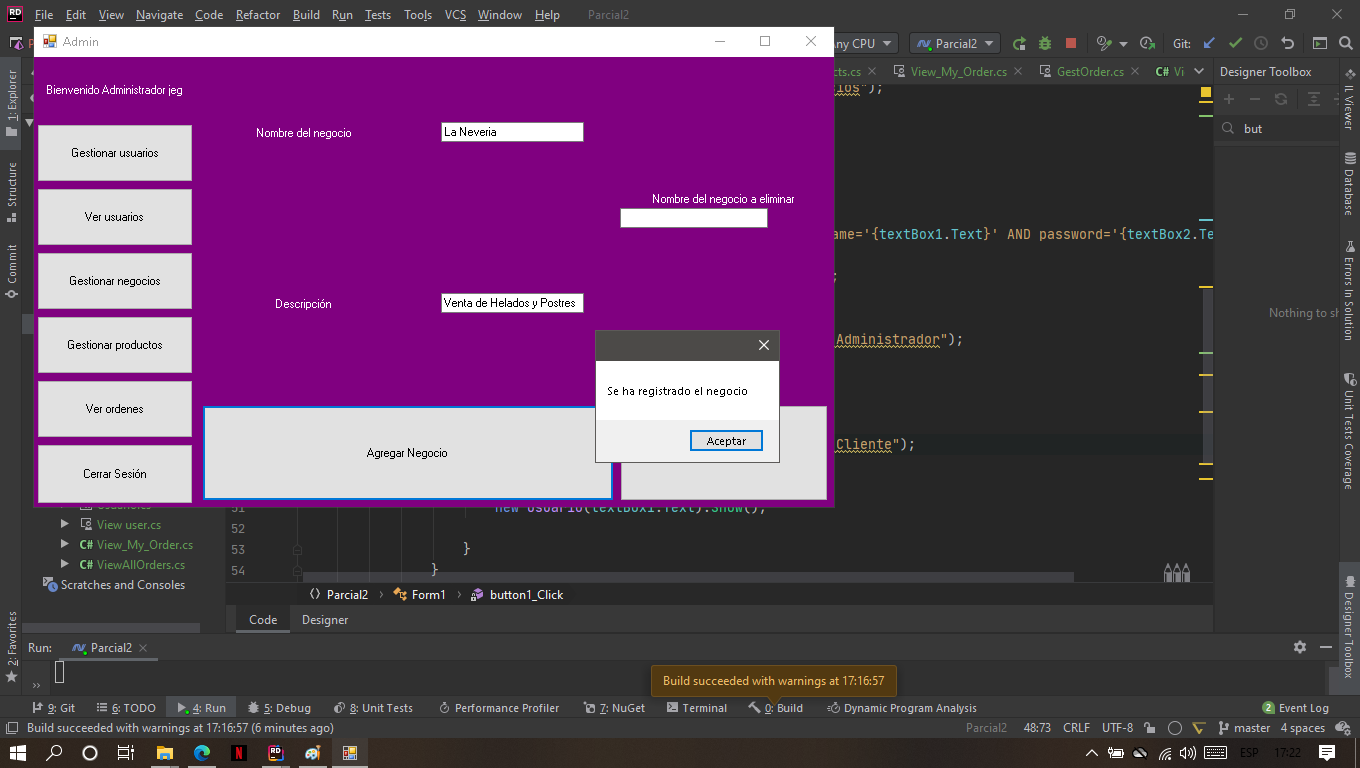 File Edit View Navigate Code Refactor Build Run Tests Tools VCS Window Help Parcial2
Admin
Any CPU
Parcial2
Git:
Bienvenido Administrador jeg
Gestionar usuarios
Ver usuarios
Gestionar negocios
Gestionar productos
Ver ordenes
Cerrar Sesión
Nombre del negocio
La Neveria
Nombre del negocio a eliminar
Descripción
Venta de Helados y Postres
Agregar Negocio
Se ha registrado el negocio
Aceptar
cts.cs
View_My_Order.cs
GestOrder.cs
C# Vi
Designer Toolbox
but
Nothing to sh
ios");
ame='{textBox1.Text}' AND password='{textBox2.Te
;
Administrador");
Cliente");
51 new Usuario(textBox1.Text).Show();
52
53 }
54 }
View user.cs
C# View_My_Order.cs
C# ViewAllOrders.cs
Scratches and Consoles
Parcial2 Form1 button1_Click
Code Designer
1: Explorer
Structure
Commit
2: Favorites
IL Viewer
Database
Errors In Solution
Unit Tests Coverage
Designer Toolbox
Run: Parcial2
Build succeeded with warnings at 17:16:57
9: Git 6: TODO 4: Run 5: Debug 8: Unit Tests Performance Profiler 7: NuGet Terminal 0: Build Dynamic Program Analysis 2 Event Log
Build succeeded with warnings at 17:16:57 (6 minutes ago)
Parcial2 48:73 CRLF UTF-8 master 4 spaces
ESP 17:22